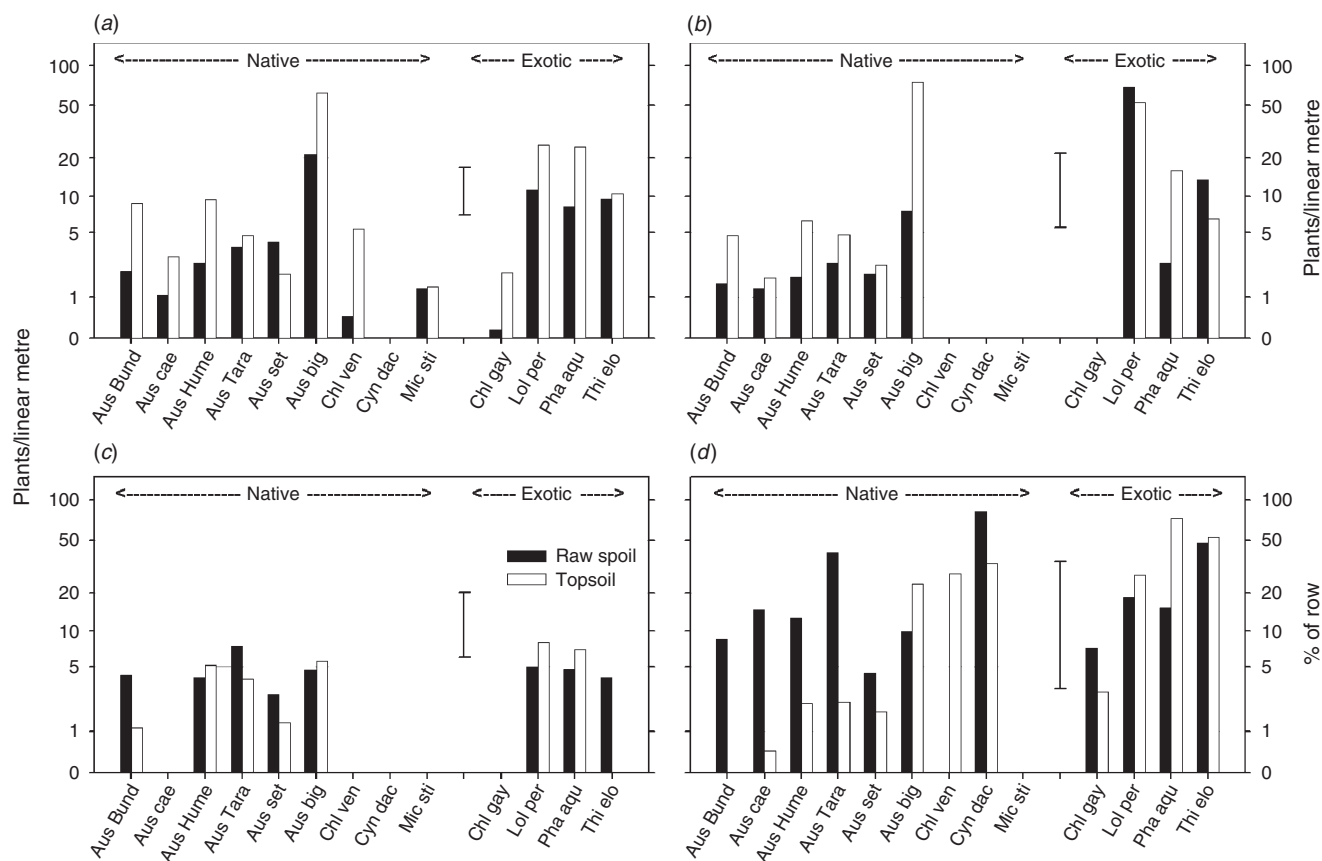 (a)
(b)
<--------------- Native --------------->
<---- Exotic ---->
<--------------- Native --------------->
<---- Exotic ---->
100
50
20
10
5
1
0
100
50
20
10
5
1
0
Plants/linear metre
Plants/linear metre
Aus Bund
Aus cae
Aus Hume
Aus Tara
Aus set
Aus big
Chl ven
Cyn dac
Mic sti
Chl gay
Lol per
Pha aqu
Thi elo
Aus Bund
Aus cae
Aus Hume
Aus Tara
Aus set
Aus big
Chl ven
Cyn dac
Mic sti
Chl gay
Lol per
Pha aqu
Thi elo
(c)
(d)
<--------------- Native --------------->
<---- Exotic ---->
<--------------- Native --------------->
<---- Exotic ---->
Raw spoil
Topsoil
100
50
20
10
5
1
0
100
50
20
10
5
1
0
% of row
Aus Bund
Aus cae
Aus Hume
Aus Tara
Aus set
Aus big
Chl ven
Cyn dac
Mic sti
Chl gay
Lol per
Pha aqu
Thi elo
Aus Bund
Aus cae
Aus Hume
Aus Tara
Aus set
Aus big
Chl ven
Cyn dac
Mic sti
Chl gay
Lol per
Pha aqu
Thi elo